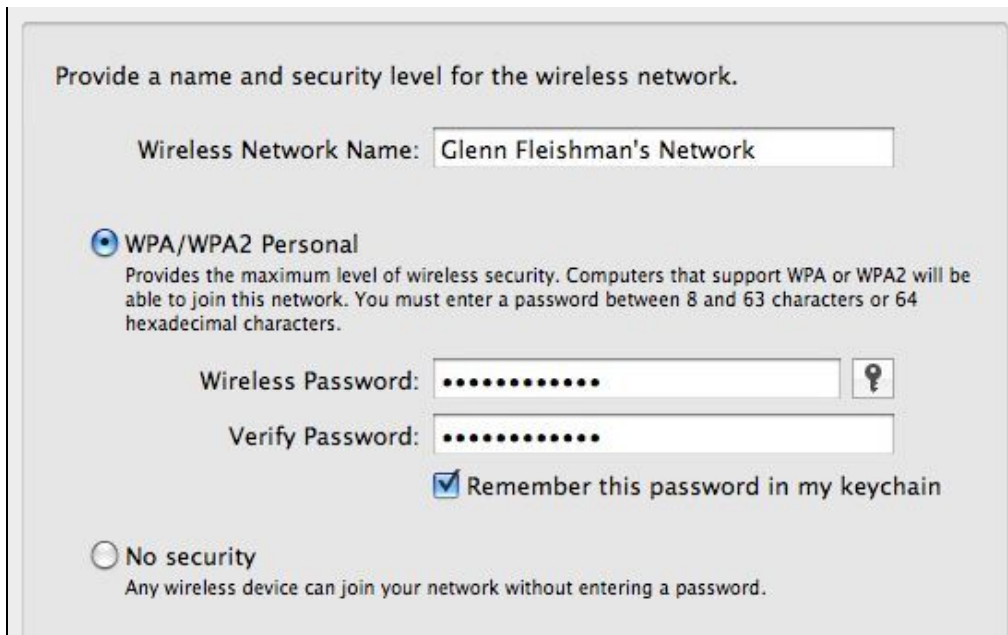 Provide a name and security level for the wireless network.
Wireless Network Name: Glenn Fleishman's Network
WPA/WPA2 Personal
Provides the maximum level of wireless security. Computers that support WPA or WPA2 will be
able to join this network. You must enter a password between 8 and 63 characters or 64
hexadecimal characters.
Wireless Password: ••••••••••••
Verify Password: ••••••••••••
Remember this password in my keychain
No security
Any wireless device can join your network without entering a password.